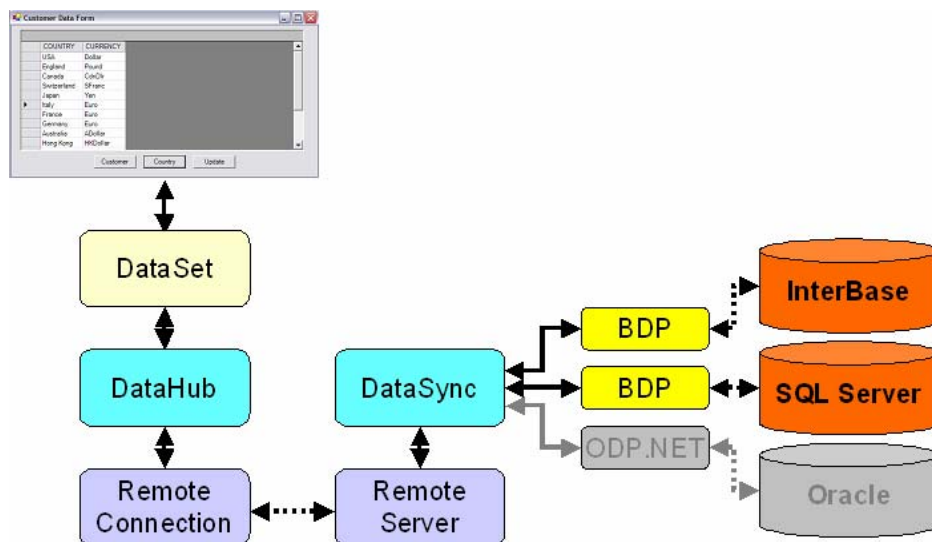 Customer Data Form
COUNTRY CURRENCY
USA Dollar
England Pound
Canada CdnDlr
Switzerland SFranc
Japan Yen
Italy Euro
France Euro
Germany Euro
Australia ADollar
Hong Kong HKDollar
Customer Country Update
DataSet
InterBase
BDP
DataHub
DataSync
BDP
SQL Server
ODP.NET
Remote
Connection
Remote
Server
Oracle